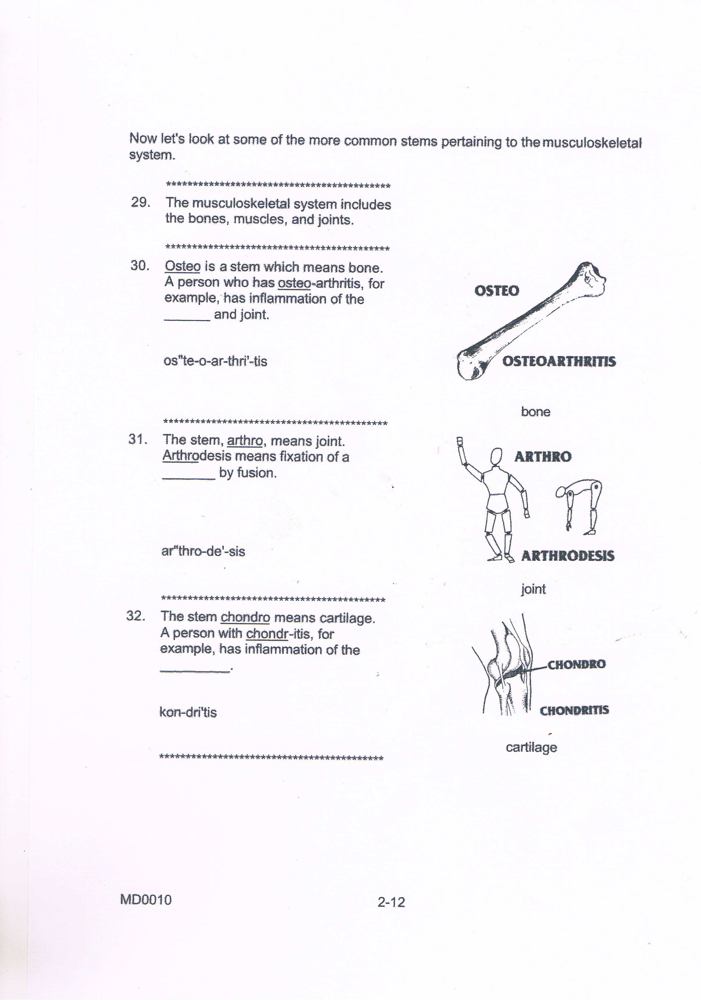 Now let's look at some of the more common stems pertaining to the musculoskeletal
system.
*******************************************
29. The musculoskeletal system includes
the bones, muscles, and joints.
*******************************************
30. Osteo is a stem which means bone.
A person who has osteo-arthritis, for
example, has inflammation of the
______ and joint.
OSTEO
os"te-o-ar-thri'-tis
OSTEOARTHRITIS
bone
*******************************************
31. The stem, arthro, means joint.
Arthrodesis means fixation of a
_______ by fusion.
ARTHRO
ar"thro-de'-sis
ARTHRODESIS
joint
*******************************************
32. The stem chondro means cartilage.
A person with chondr-itis, for
example, has inflammation of the
_________.
CHONDRO
kon-dri'tis
CHONDRITIS
cartilage
*******************************************
MD0010 2-12